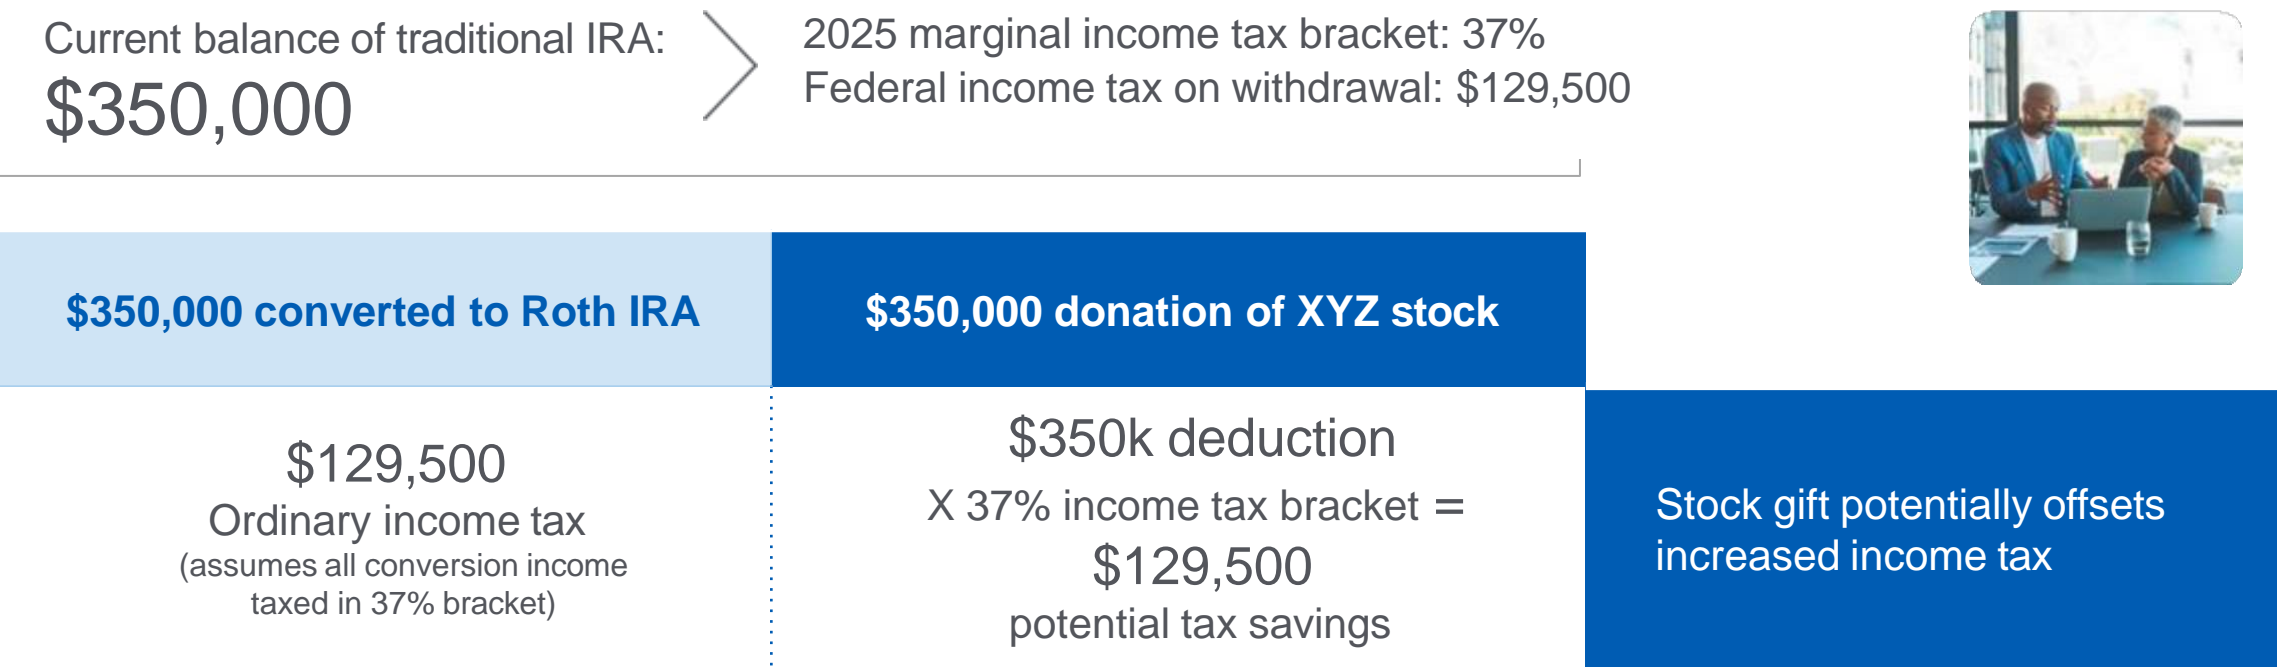 Current balance of traditional IRA:
$350,000
2025 marginal income tax bracket: 37%
Federal income tax on withdrawal: $129,500
$350,000 converted to Roth IRA
$350,000 donation of XYZ stock
$129,500
Ordinary income tax
(assumes all conversion income
taxed in 37% bracket)
$350k deduction
X 37% income tax bracket =
$129,500
potential tax savings
Stock gift potentially offsets
increased income tax